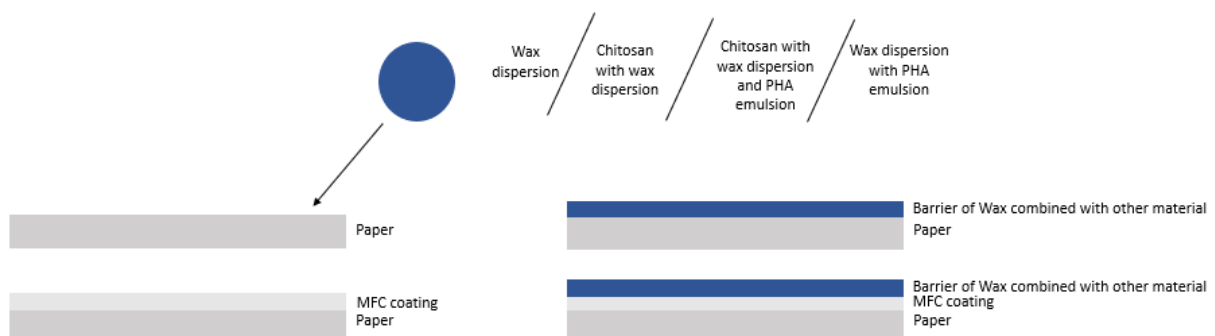 Wax
dispersion
Chitosan
with wax
dispersion
Chitosan with
wax dispersion
and PHA
emulsion
Wax dispersion
with PHA
emulsion
Paper
Barrier of Wax combined with other material
Paper
MFC coating
Paper
Barrier of Wax combined with other material
MFC coating
Paper